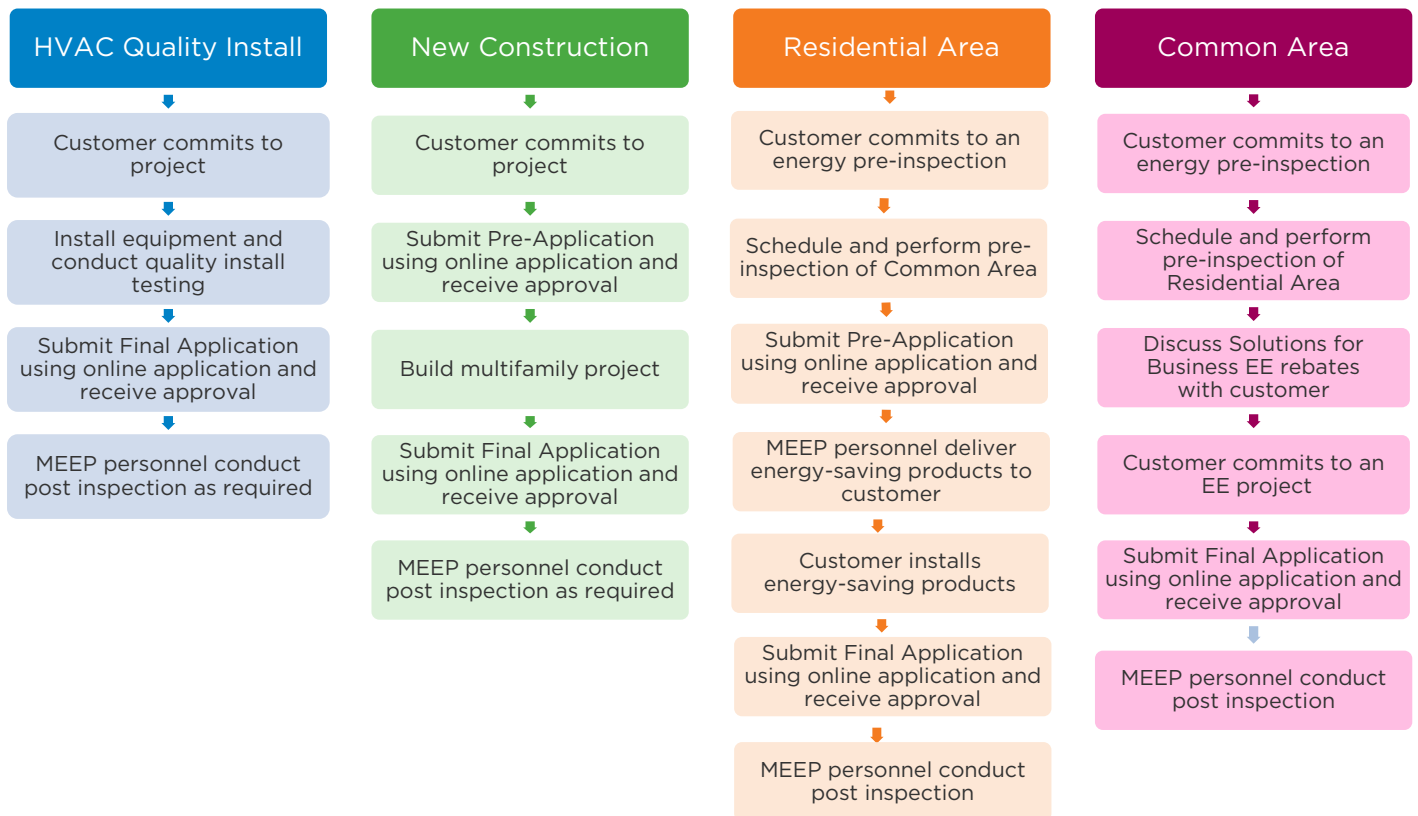 HVAC Quality Install
Customer commits to
project
Install equipment and
conduct quality install
testing
Submit Final Application
using online application and
receive approval
MEEP personnel conduct
post inspection as required
New Construction
Customer commits to
project
Submit Pre-Application
using online application and
receive approval
Build multifamily project
Submit Final Application
using online application and
receive approval
MEEP personnel conduct
post inspection as required
Residential Area
Customer commits to an
energy pre-inspection
Schedule and perform pre-
inspection of Common Area
Submit Pre-Application
using online application and
receive approval
MEEP personnel deliver
energy-saving products to
customer
Customer installs
energy-saving products
Submit Final Application
using online application and
receive approval
MEEP personnel conduct
post inspection
Common Area
Customer commits to an
energy pre-inspection
Schedule and perform
pre-inspection of
Residential Area
Discuss Solutions for
Business EE rebates
with customer
Customer commits to an
EE project
Submit Final Application
using online application and
receive approval
MEEP personnel conduct
post inspection